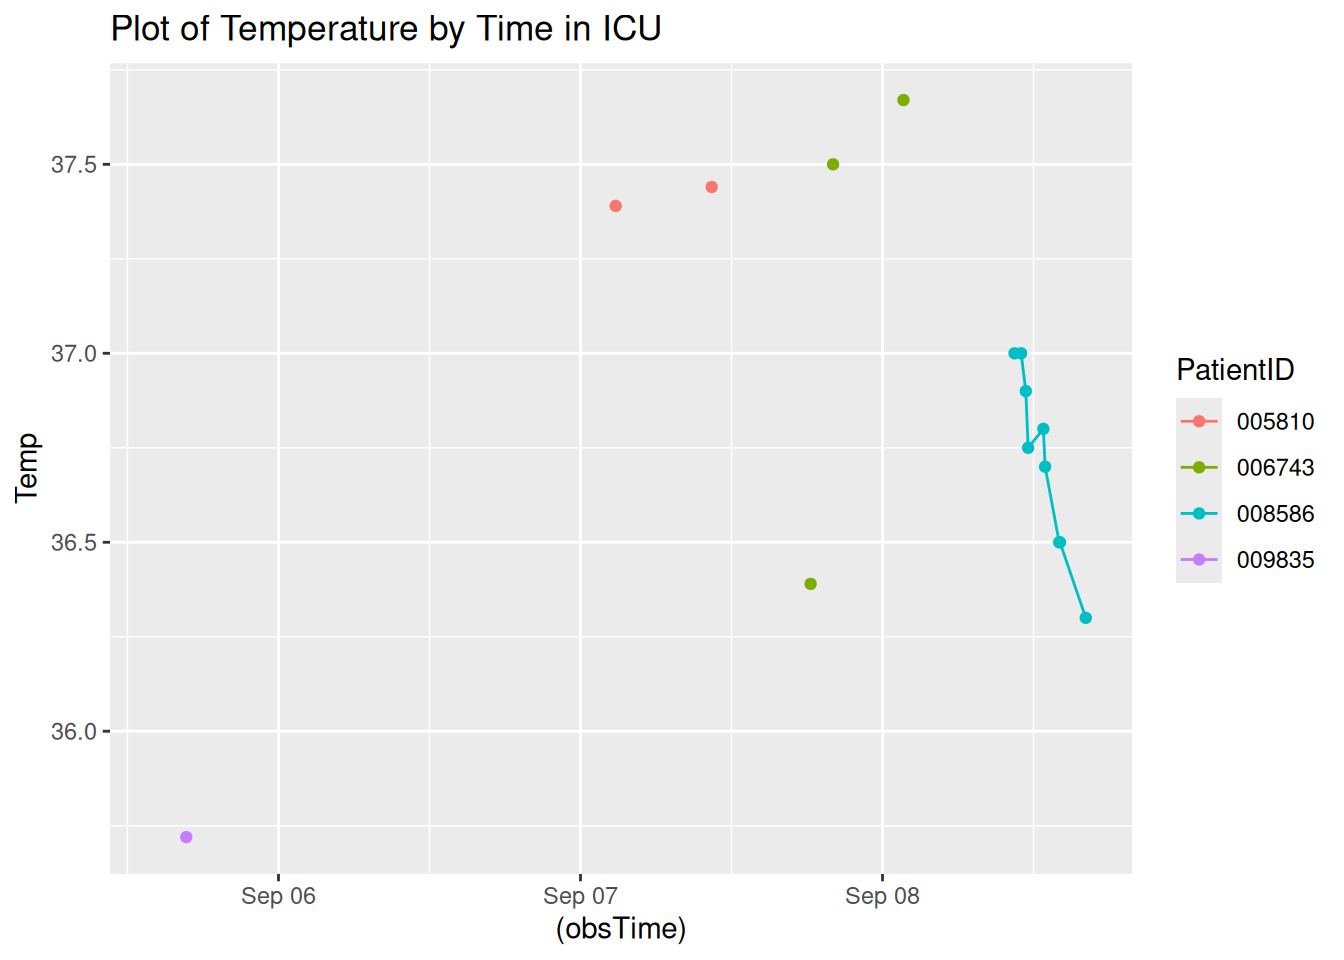 Plot of Temperature by Time in ICU
37.5
37.0
36.5
36.0
Temp
Sep 06
Sep 07
Sep 08
(obsTime)
PatientID
005810
006743
008586
009835